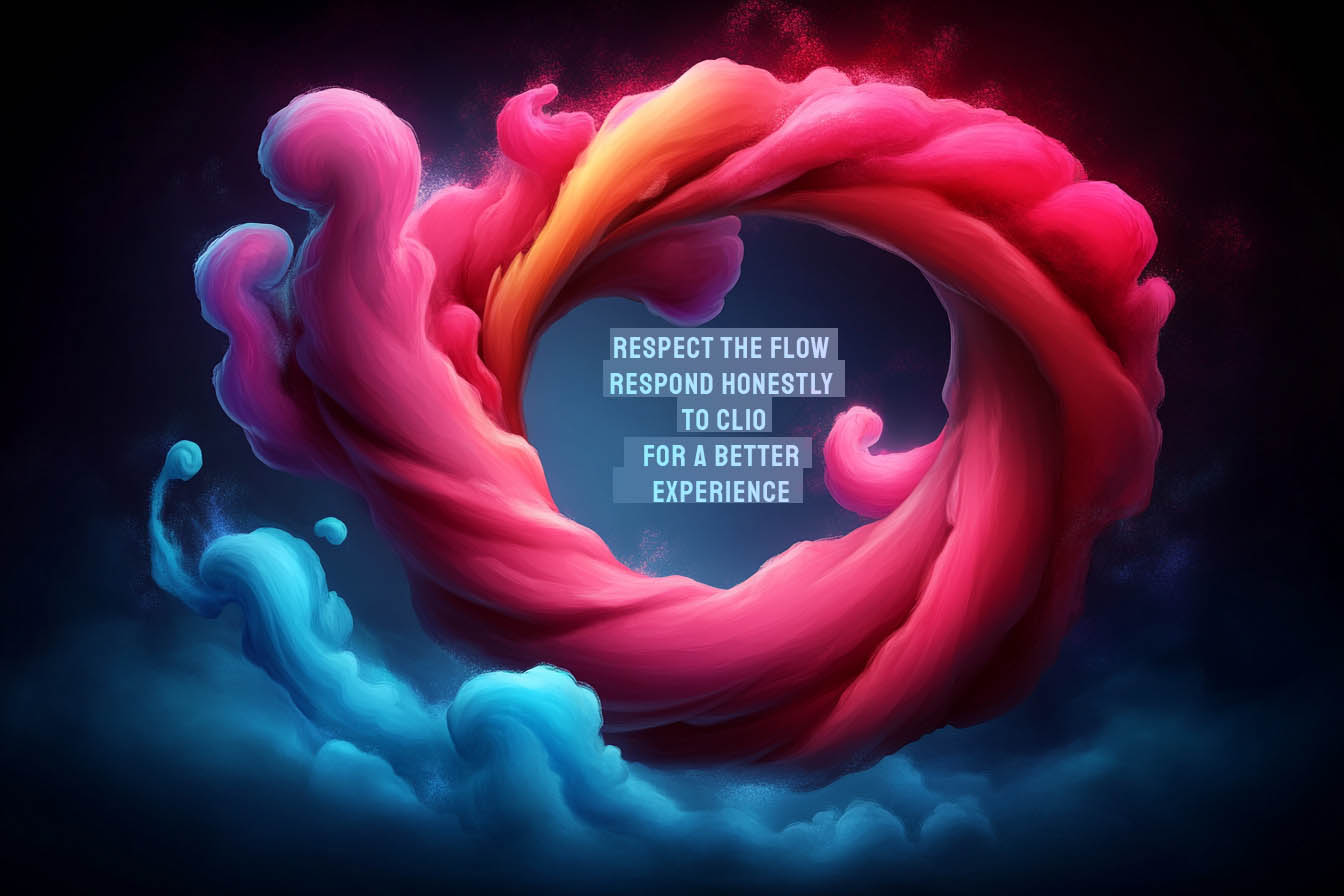 RESPECT THE FLOW
RESPOND HONESTLY
TO CLIO
FOR A BETTER
EXPERIENCE